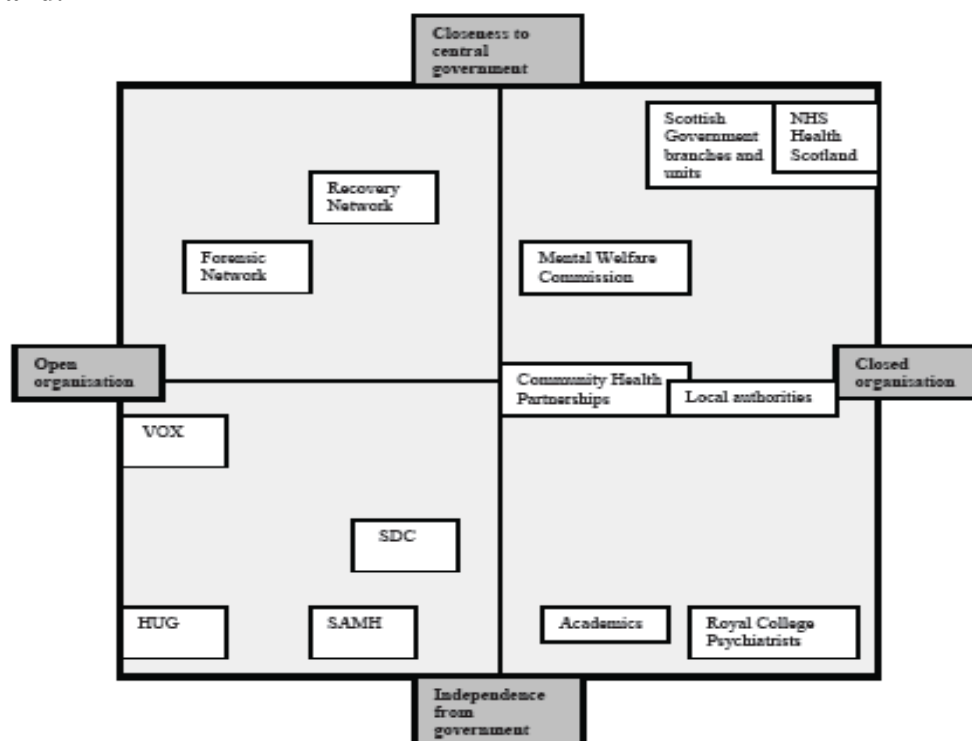 Closeness to
central
government
Scottish
Government
branches and
units
NHS
Health
Scotland
Recovery
Network
Forensic
Network
Mental Welfare
Commission
Open
organisation
Closed
organisation
Community Health
Partnerships
Local authorities
VOX
SDC
HUG
SAMH
Academics
Royal College
Psychiatrists
Independence
from
government